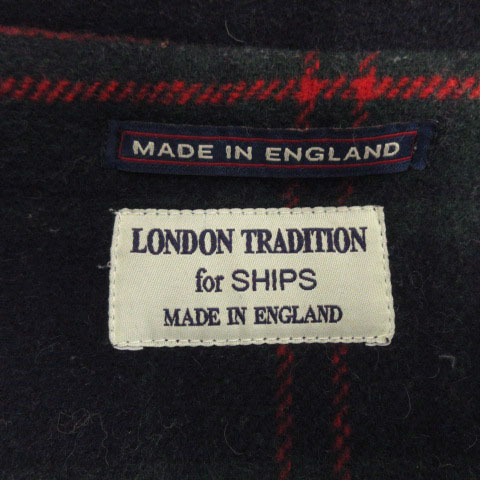 MADE IN ENGLAND
LONDON TRADITION
for SHIPS
MADE IN ENGLAND